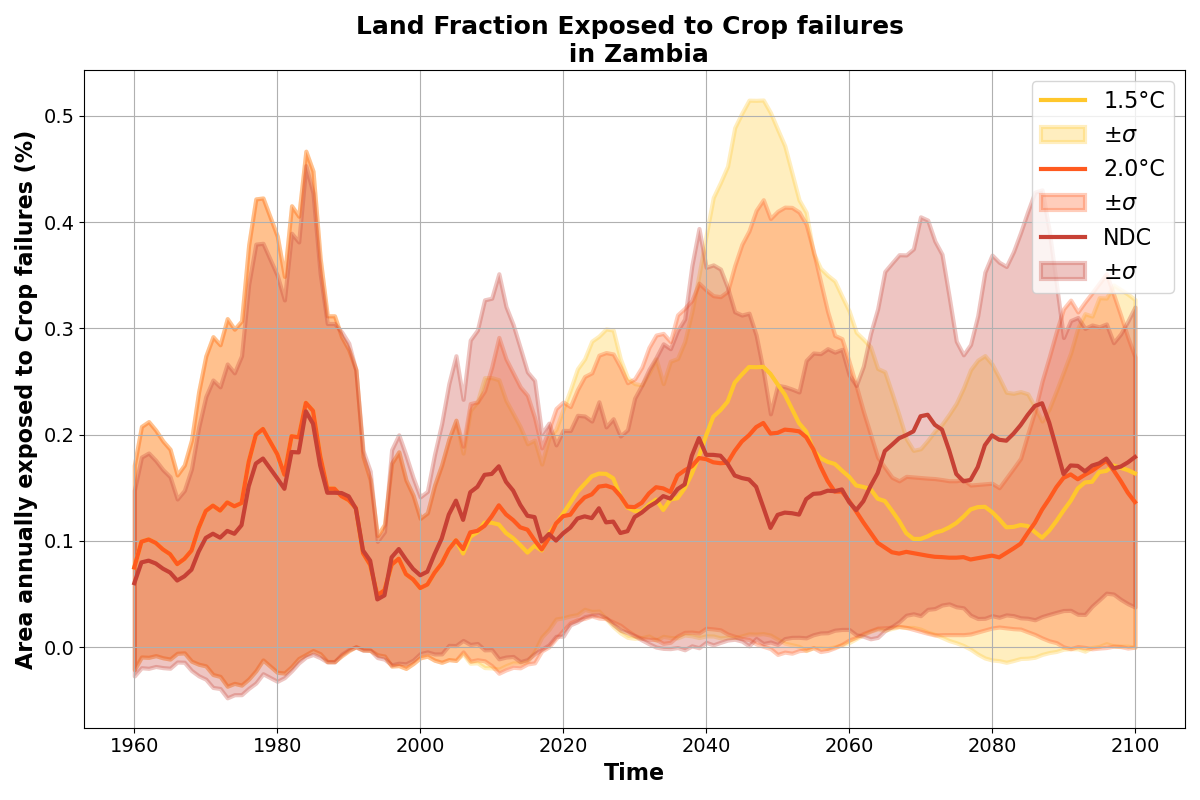 Land Fraction Exposed to Crop failures
in Zambia
Area annually exposed to Crop failures (%)
0.5
0.4
0.3
0.2
0.1
0.0
1.5°C
±σ
2.0°C
±σ
NDC
±σ
1960 1980 2000 2020 2040 2060 2080 2100
Time